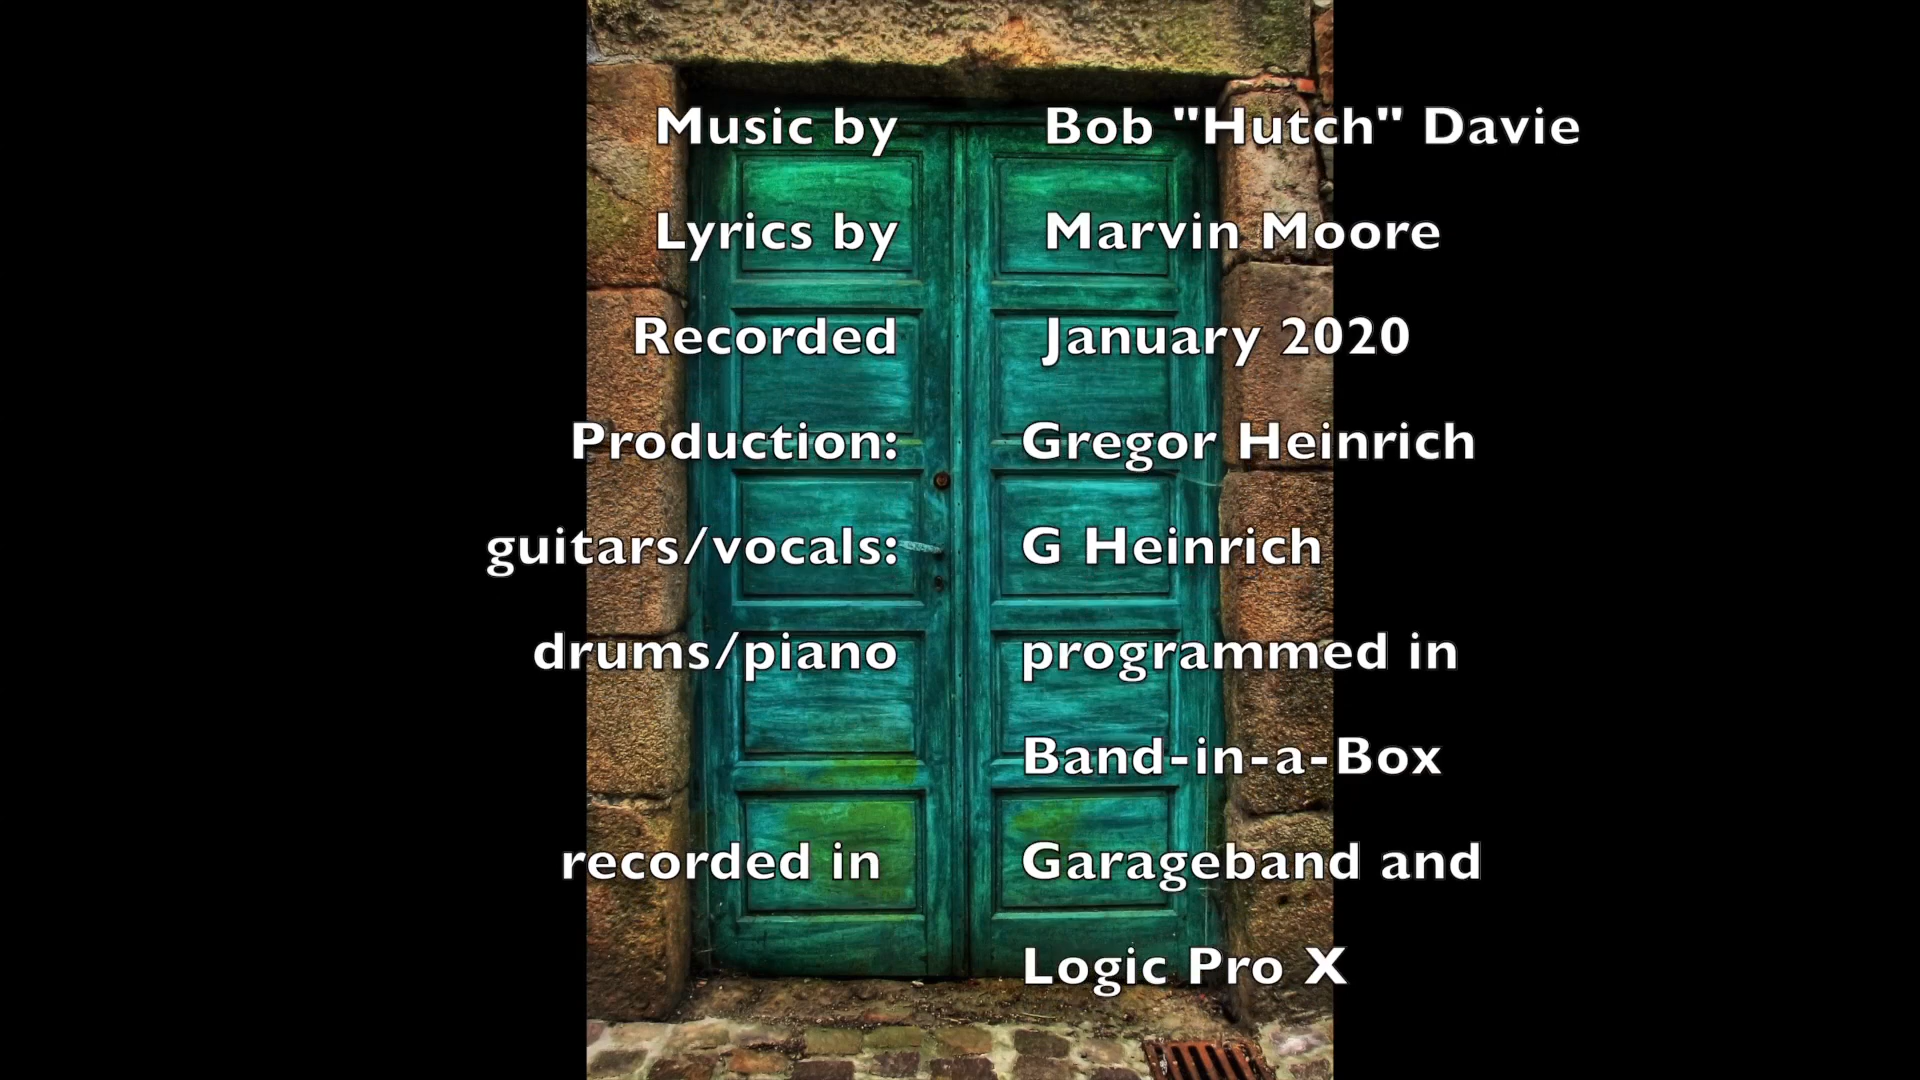 Music by Bob "Hutch" Davie
Lyrics by Marvin Moore
Recorded January 2020
Production: Gregor Heinrich
guitars/vocals: G Heinrich
drums/piano programmed in
Band-in-a-Box
recorded in Garageband and
Logic Pro X